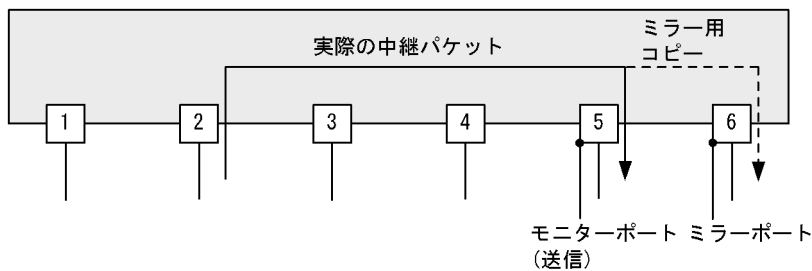 実際の中継パケット
ミラー用
コピー
1
2
3
4
5
6
モニターポート
(送信)
ミラーポート